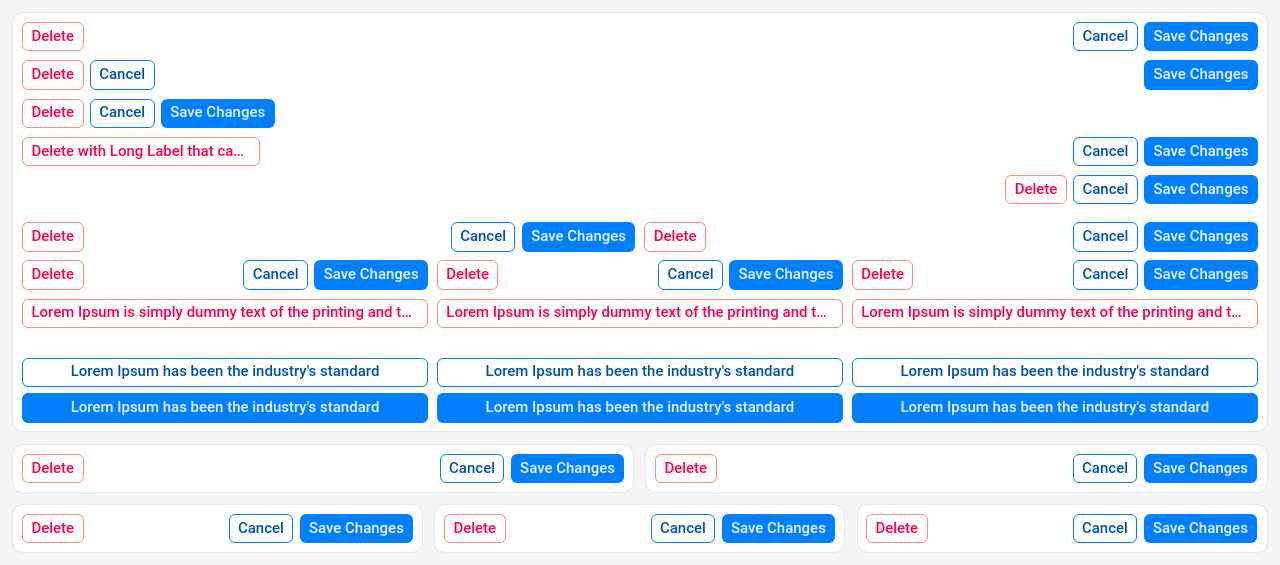 Delete Cancel Save Changes
Delete Cancel Save Changes
Delete Cancel Save Changes
Delete with Long Label that ca... Cancel Save Changes
Delete Cancel Save Changes
Delete Cancel Save Changes Delete Cancel Save Changes
Delete Cancel Save Changes Delete Cancel Save Changes Delete Cancel Save Changes
Lorem Ipsum is simply dummy text of the printing and t... Lorem Ipsum is simply dummy text of the printing and t... Lorem Ipsum is simply dummy text of the printing and t...
Lorem Ipsum has been the industry's standard Lorem Ipsum has been the industry's standard Lorem Ipsum has been the industry's standard
Lorem Ipsum has been the industry's standard Lorem Ipsum has been the industry's standard Lorem Ipsum has been the industry's standard
Delete Cancel Save Changes Delete Cancel Save Changes
Delete Cancel Save Changes Delete Cancel Save Changes Delete Cancel Save Changes